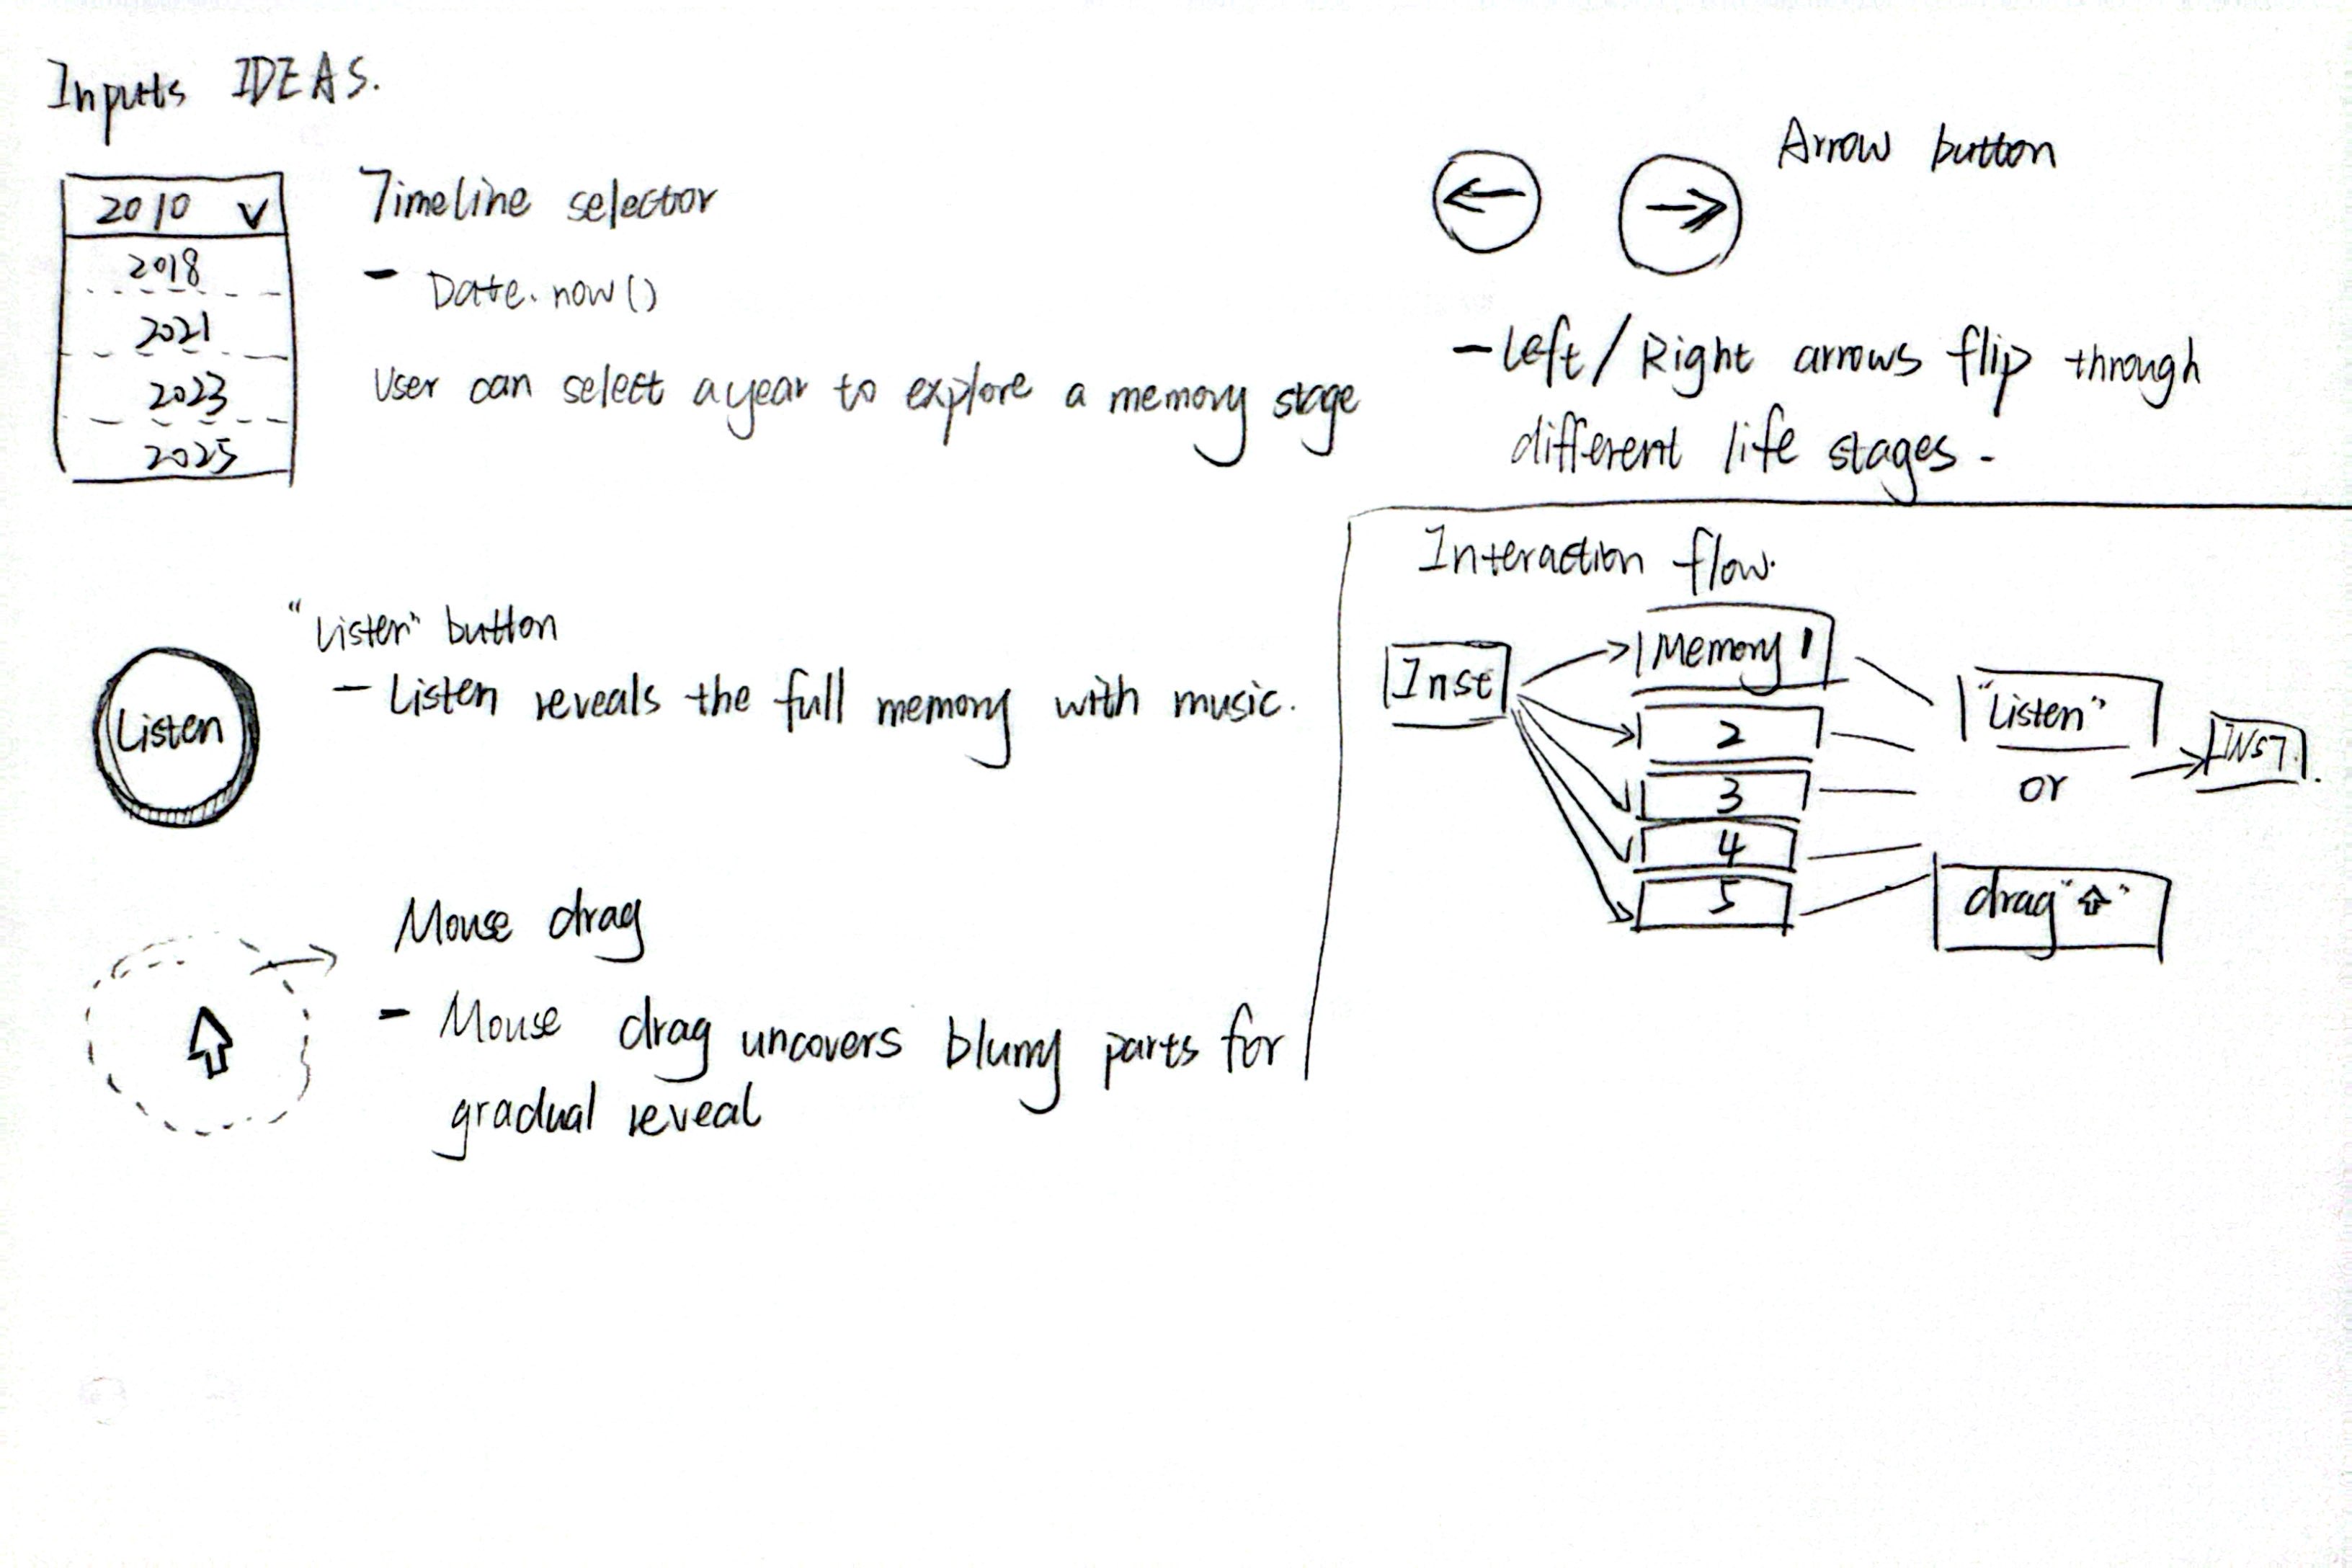 Inputs IDEAS.
2010 V
2018
2021
2023
2025
Timeline selector
- Date.now()
User can select a year to explore a memory stage
Arrow button
- Left/Right arrows flip through
different life stages.
"Listen" button
- Listen reveals the full memory with music.
Listen
Mouse drag
- Mouse drag uncovers blurry parts for
gradual reveal
Interaction flow.
Inst
Memory 1
2
3
4
5
"Listen"
or
drag "⇧"
INST.